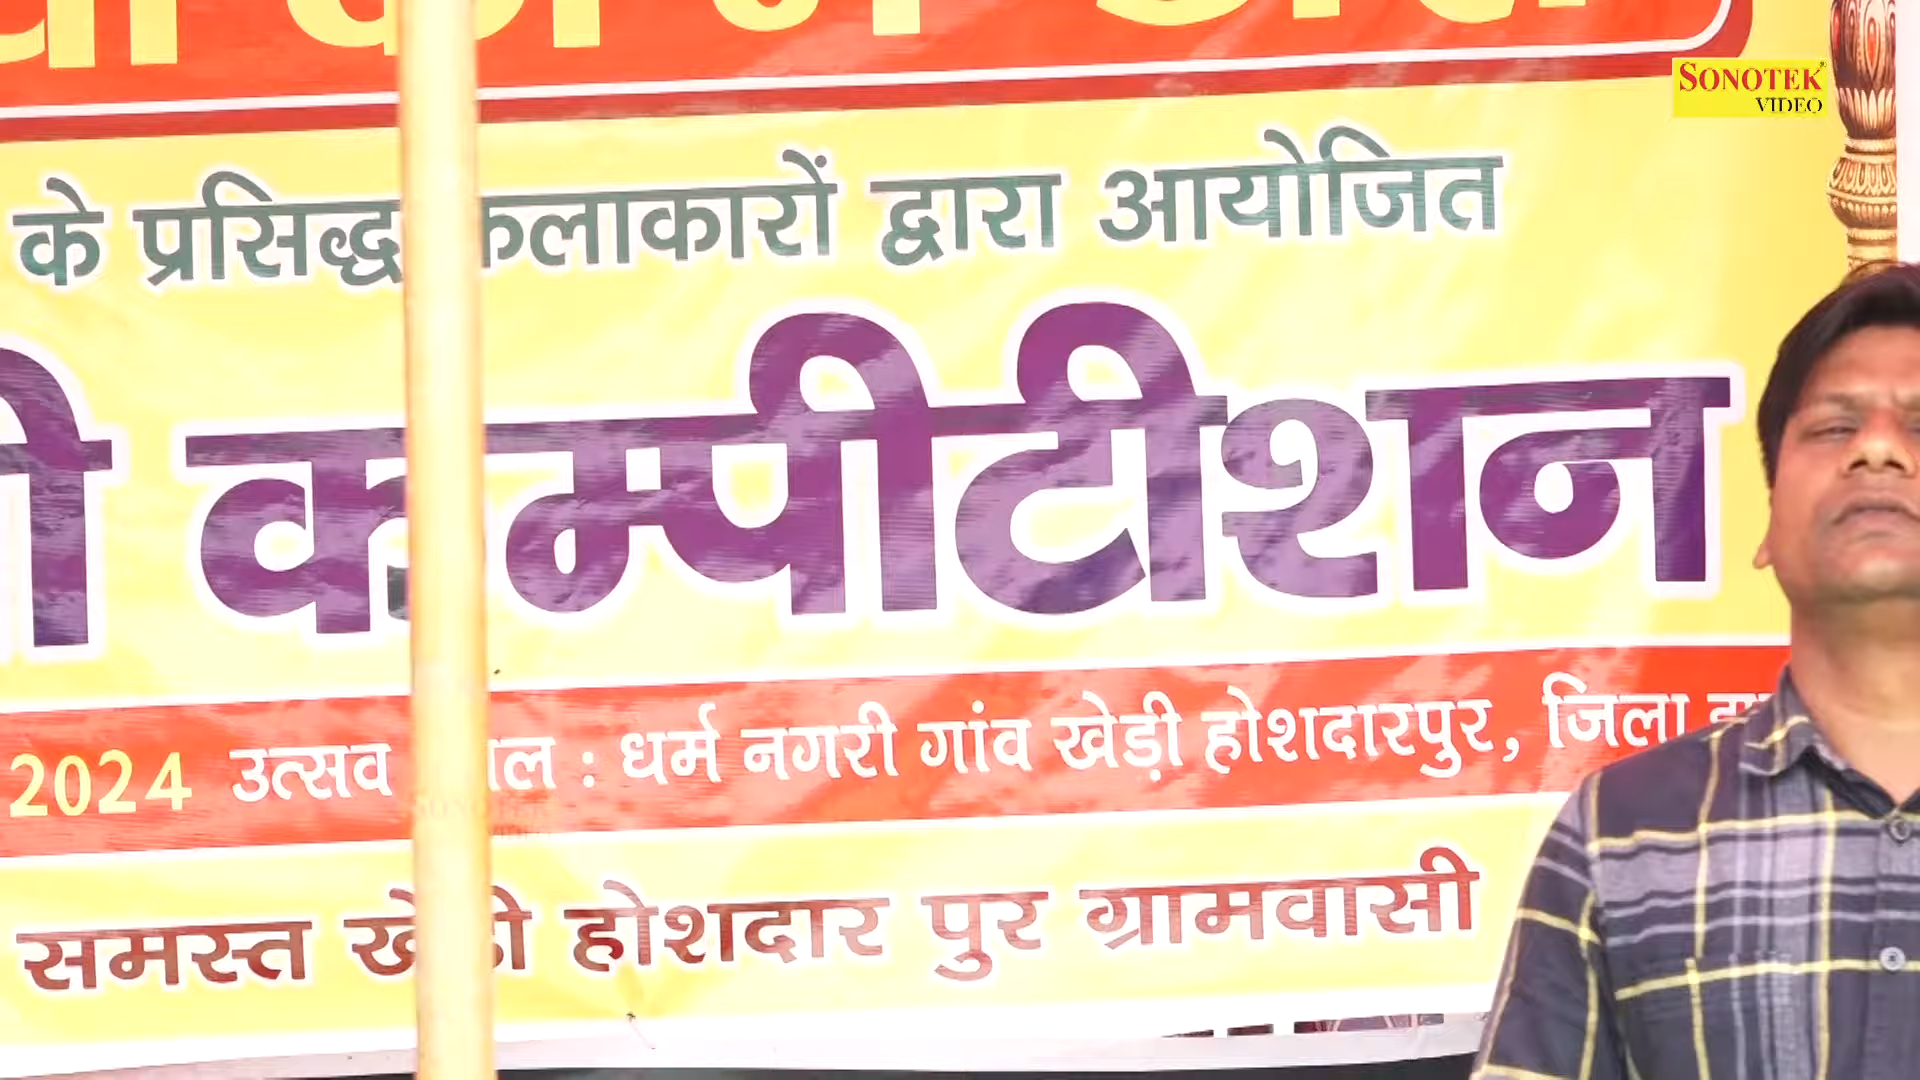 SONOTEK
VIDEO
के प्रसिद्ध कलाकारों द्वारा आयोजित
कम्पीटीशन
2024 उत्सव : धर्म नगरी गांव खेड़ी होशदारपुर, जिला
समस्त खेड़ी होशदार पुर ग्रामवासी